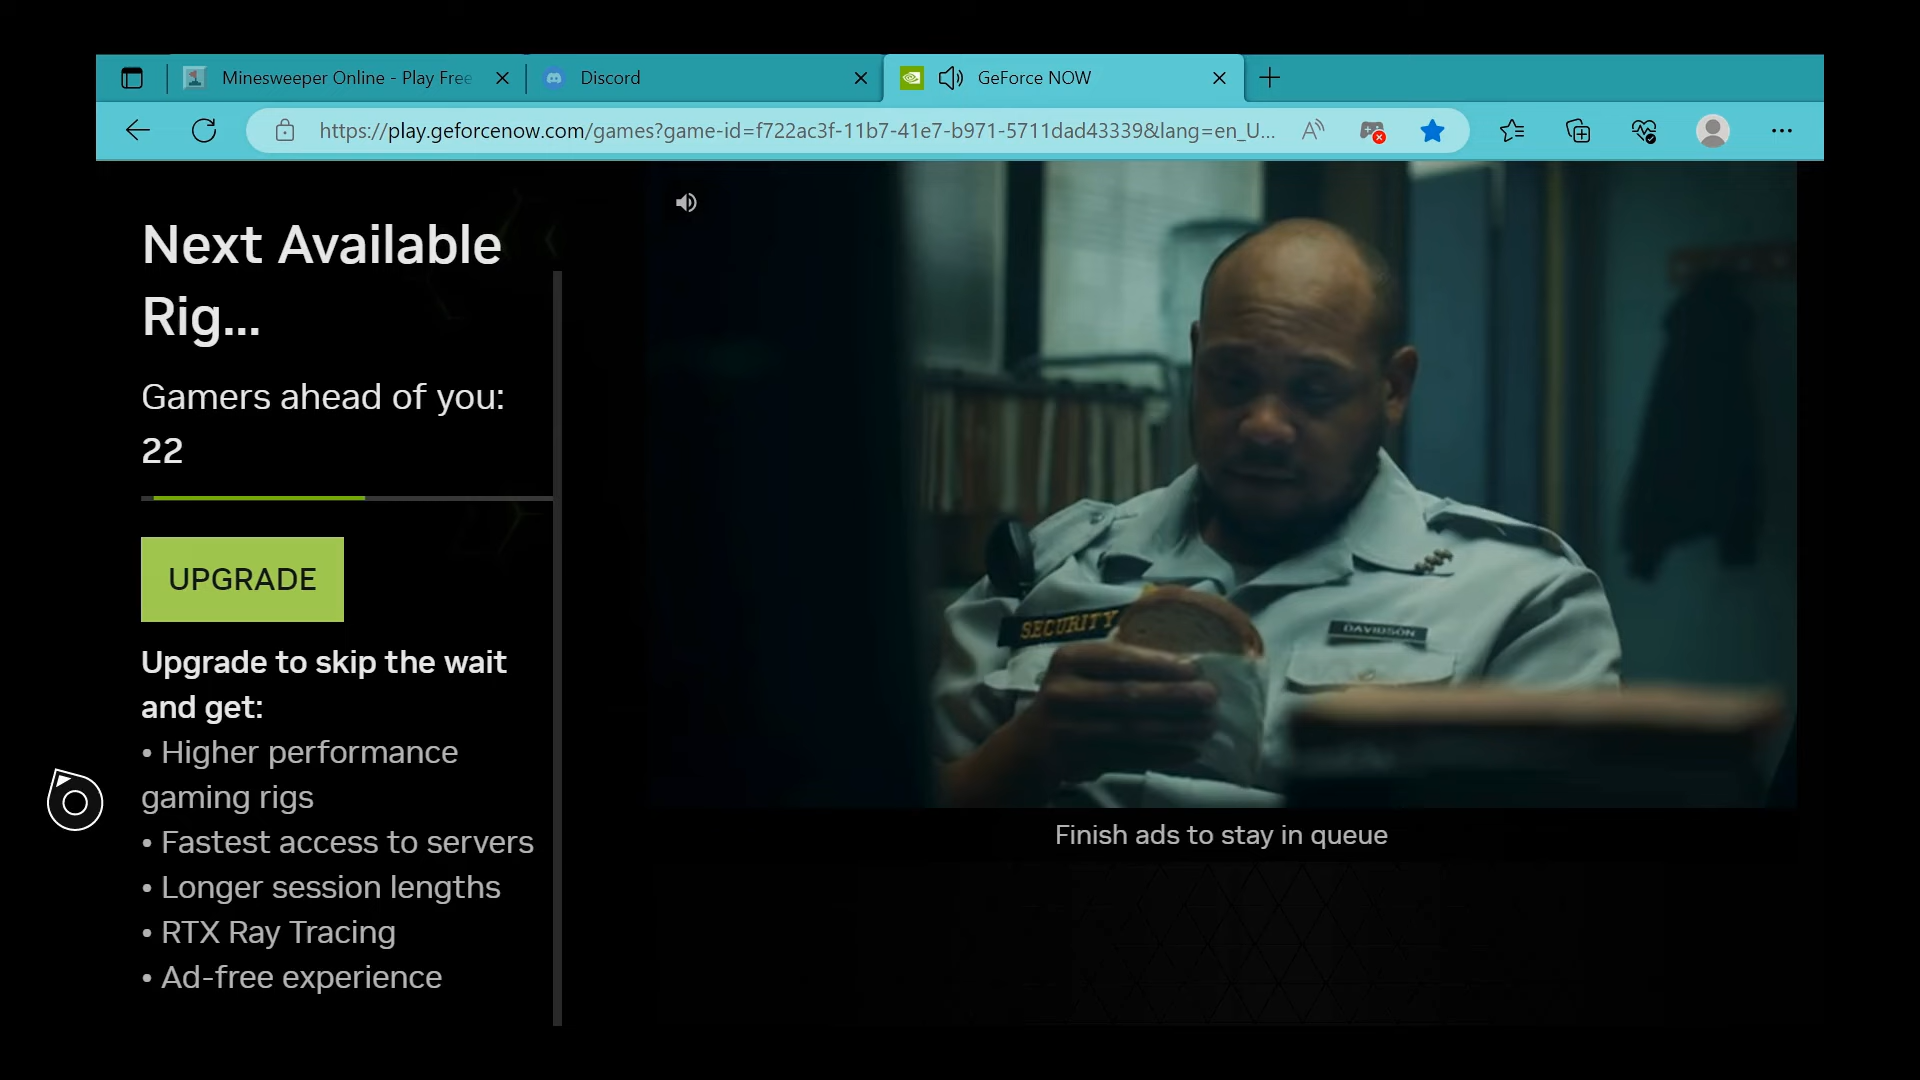 Minesweeper Online - Play Free
Discord
GeForce NOW
https://play.geforcenow.com/games?game-id=f722ac3f-11b7-41e7-b971-5711dad43339&lang=en_U...
Next Available
Rig...
Gamers ahead of you:
22
UPGRADE
Upgrade to skip the wait
and get:
• Higher performance
gaming rigs
• Fastest access to servers
• Longer session lengths
• RTX Ray Tracing
• Ad-free experience
SECURITY
DAVIDSON
Finish ads to stay in queue